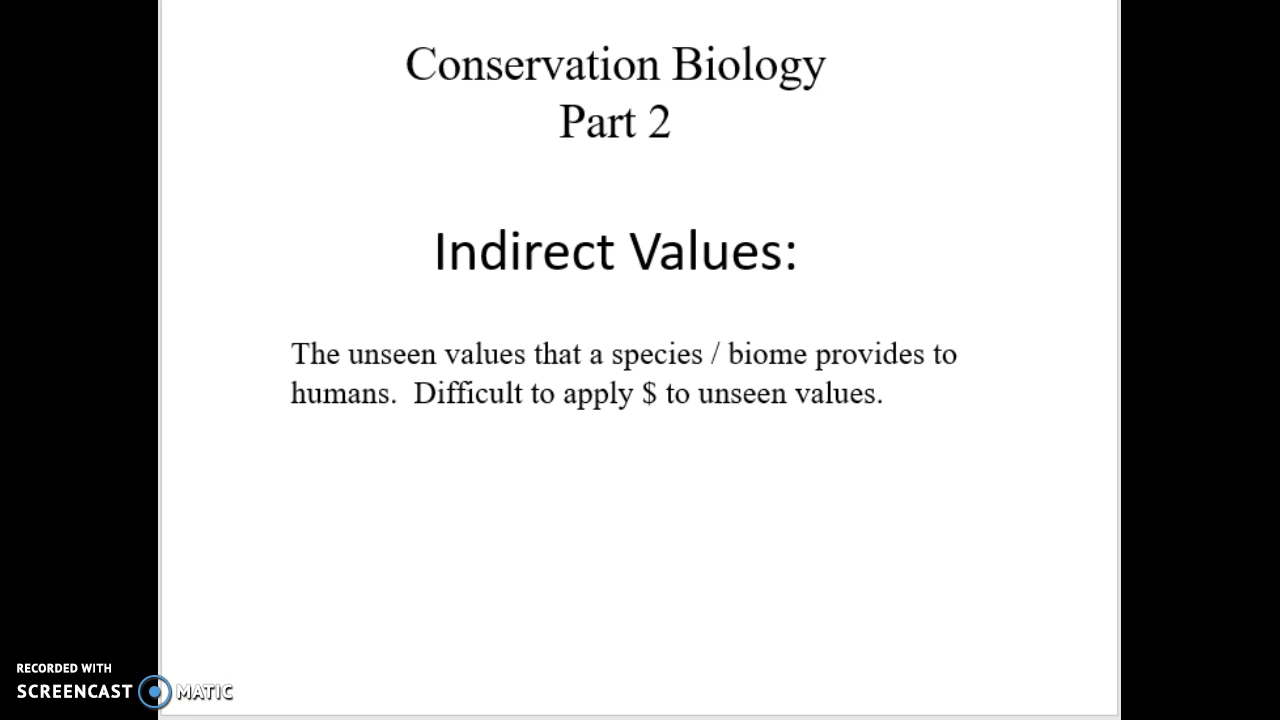 Conservation Biology
Part 2
Indirect Values:
The unseen values that a species / biome provides to
humans.  Difficult to apply $ to unseen values.
RECORDED WITH
SCREENCAST MATIC